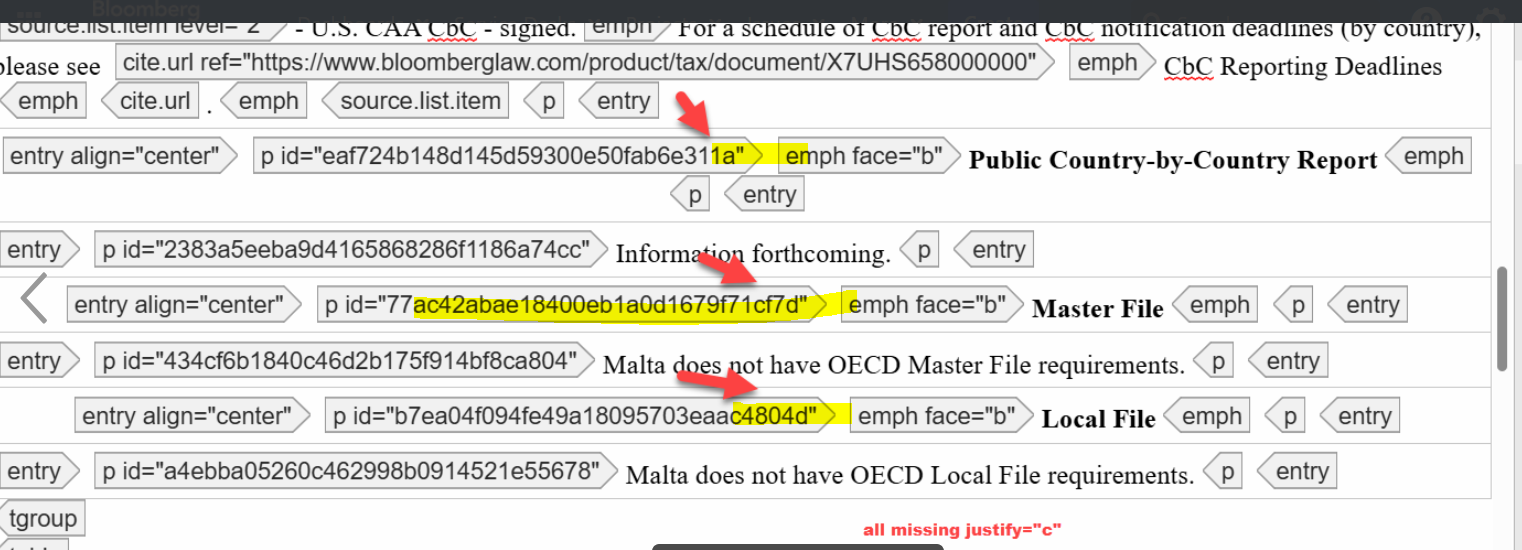 Bloomberg
source.list.item level="2" - U.S. CAA CbC - signed. emph For a schedule of CbC report and CbC notification deadlines (by country),
please see cite.url ref="https://www.bloomberglaw.com/product/tax/document/X7UHS658000000" emph CbC Reporting Deadlines
emph cite.url . emph source.list.item p entry
entry align="center" p id="eaf724b148d145d59300e50fab6e311a" emph face="b" Public Country-by-Country Report emph
p entry
entry p id="2383a5eeba9d4165868286f1186a74cc" Information forthcoming. p entry
entry align="center" p id="77ac42abae18400eb1a0d1679f71cf7d" emph face="b" Master File emph p entry
entry p id="434cf6b1840c46d2b175f914bf8ca804" Malta does not have OECD Master File requirements. p entry
entry align="center" p id="b7ea04f094fe49a18095703eaac4804d" emph face="b" Local File emph p entry
entry p id="a4ebba05260c462998b0914521e55678" Malta does not have OECD Local File requirements. p entry
tgroup
all missing justify="c"